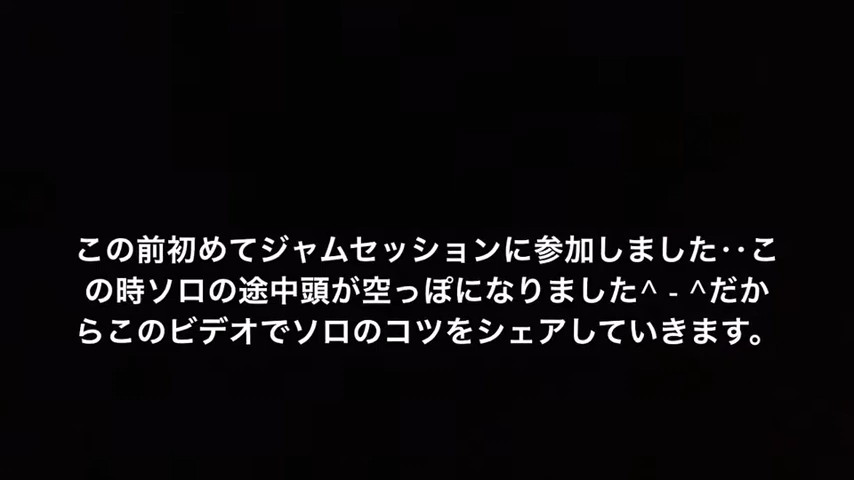 この前初めてジャムセッションに参加しました‥こ
の時ソロの途中頭が空っぽになりました^ - ^だか
らこのビデオでソロのコツをシェアしていきます。